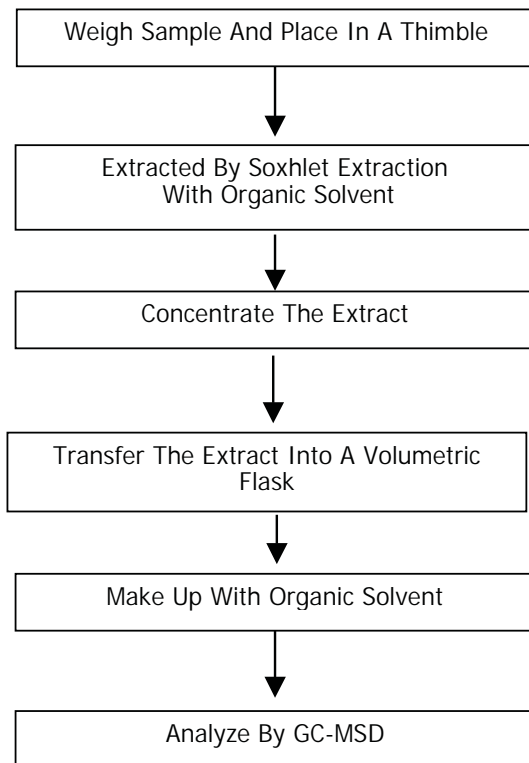 Weigh Sample And Place In A Thimble
Extracted By Soxhlet Extraction
With Organic Solvent
Concentrate The Extract
Transfer The Extract Into A Volumetric
Flask
Make Up With Organic Solvent
Analyze By GC-MSD